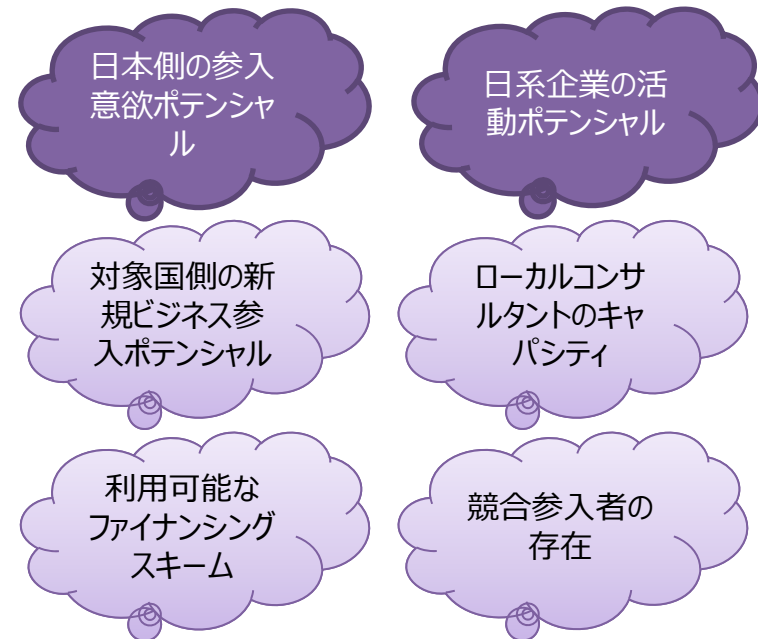 日本側の参入
意欲ポテンシャ
ル
日系企業の活
動ポテンシャル
対象国側の新
規ビジネス参
入ポテンシャル
ローカルコンサ
ルタントのキャ
パシティ
利用可能な
ファイナンシング
スキーム
競合参入者の
存在